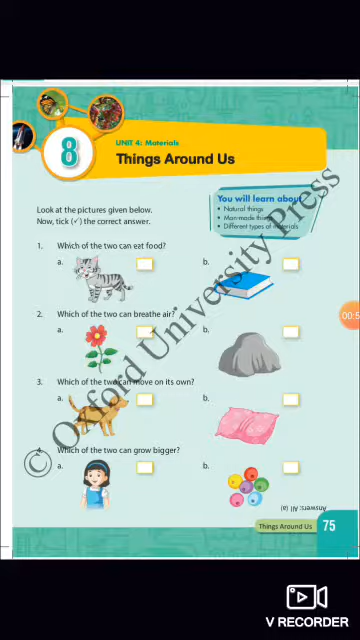 8
UNIT 4: Materials
Things Around Us
You will learn about
• Natural things
• Man-made things
• Different types of materials
Look at the pictures given below.
Now, tick (✓) the correct answer.
1. Which of the two can eat food?
a. b.
2. Which of the two can breathe air?
a. b.
3. Which of the two can move on its own?
a. b.
4. Which of the two can grow bigger?
a. b.
Answers: All (a)
Things Around Us 75
© Oxford University Press
00:5
V RECORDER